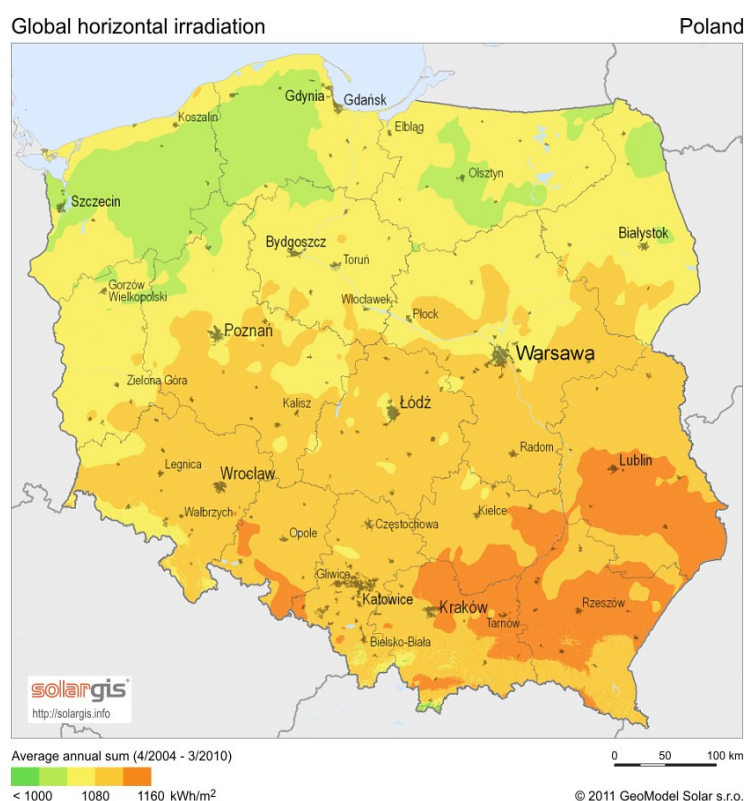 Global horizontal irradiation Poland
Gdynia
Gdańsk
Koszalin
Elbląg
Olsztyn
Szczecin
Białystok
Bydgoszcz
Toruń
Gorzów
Wielkopolski
Włocławek
Płock
Poznań
Warsawa
Zielona Góra
Kalisz
Łódź
Radom
Legnica
Wrocław
Lublin
Wałbrzych
Opole
Częstochowa
Kielce
Gliwice
Katowice
Kraków
Tarnów
Rzeszów
Bielsko-Biała
solargis
http://solargis.info
Average annual sum (4/2004 - 3/2010)
0 50 100 km
< 1000 1080 1160 kWh/m²
© 2011 GeoModel Solar s.r.o.